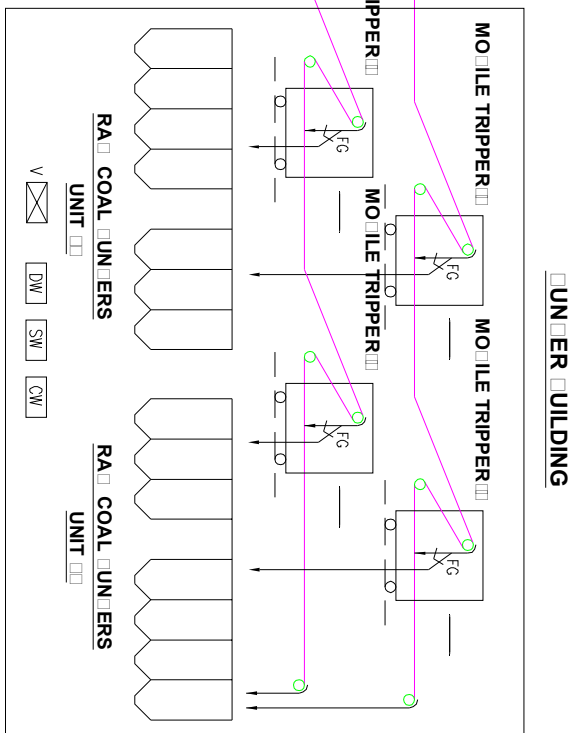 □UN□ER □UILDING
MO□ILE TRIPPER□□
MO□ILE TRIPPER□□
FG
FG
IPPER□□
MO□ILE TRIPPER□□
FG
FG
RA□ COAL □UN□ERS
UNIT □□
RA□ COAL □UN□ERS
UNIT □□
V
DW
SW
CW